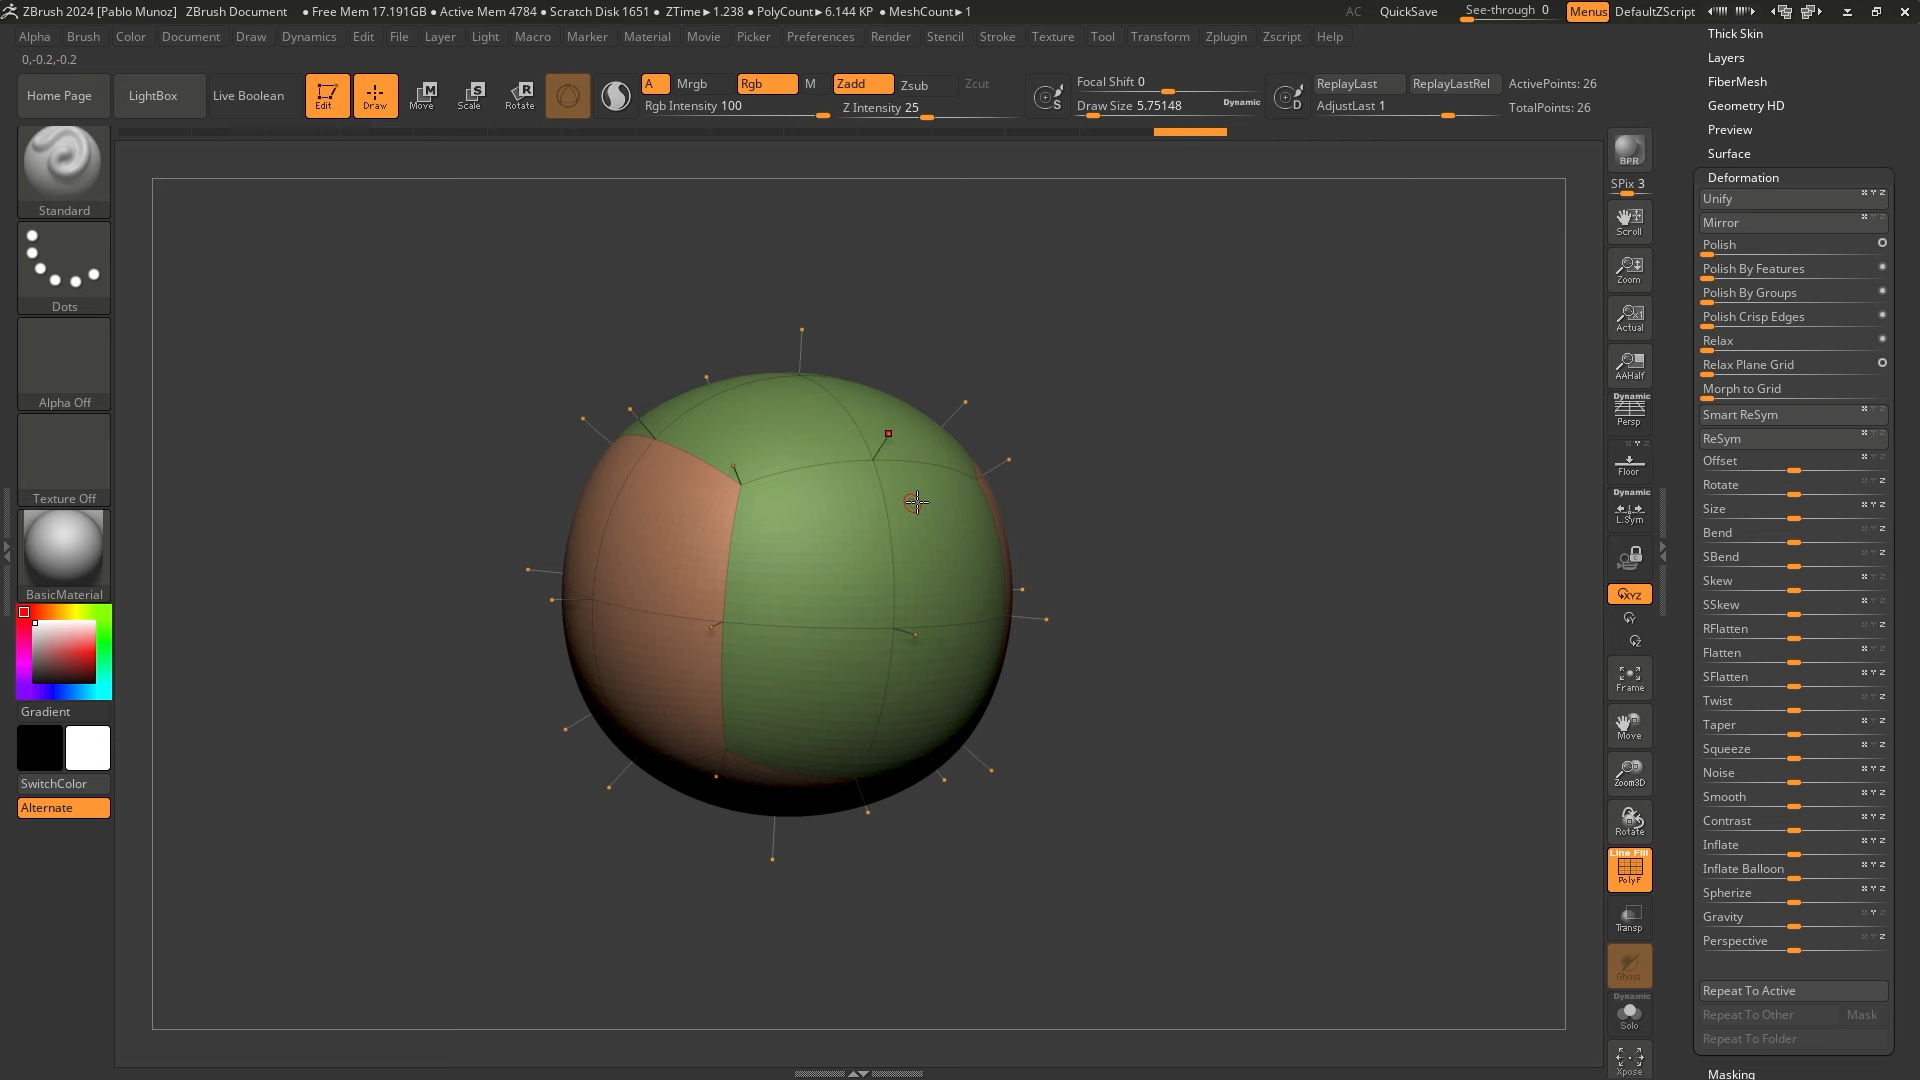 ZBrush 2024 [Pablo Munoz] ZBrush Document ● Free Mem 17.191GB ● Active Mem 4784 ● Scratch Disk 1651 ● ZTime►1.238 ● PolyCount►6.144 KP ● MeshCount►1 AC QuickSave See-through 0 Menus DefaultZScript
Alpha Brush Color Document Draw Dynamics Edit File Layer Light Macro Marker Material Movie Picker Preferences Render Stencil Stroke Texture Tool Transform Zplugin Zscript Help
0,-0.2,-0.2
Home Page LightBox Live Boolean Edit Draw Move Scale Rotate
A Mrgb Rgb M Zadd Zsub Zcut
Rgb Intensity 100 Z Intensity 25
S Focal Shift 0
Draw Size 5.75148 Dynamic
D ReplayLast ReplayLastRel ActivePoints: 26
AdjustLast 1 TotalPoints: 26
Standard
Dots
Alpha Off
Texture Off
BasicMaterial
Gradient
SwitchColor
Alternate
BPR
SPix 3
Scroll
Zoom
Actual
AAHalf
Dynamic
Persp
Floor
Dynamic
L.Sym
XYZ
Y
Z
Frame
Move
Zoom3D
Rotate
Line Fill
PolyF
Transp
Ghost
Dynamic
Solo
Xpose
Thick Skin
Layers
FiberMesh
Geometry HD
Preview
Surface
Deformation
Unify
Mirror
Polish
Polish By Features
Polish By Groups
Polish Crisp Edges
Relax
Relax Plane Grid
Morph to Grid
Smart ReSym
ReSym
Offset
Rotate
Size
Bend
SBend
Skew
SSkew
RFlatten
Flatten
SFlatten
Twist
Taper
Squeeze
Noise
Smooth
Contrast
Inflate
Inflate Balloon
Spherize
Gravity
Perspective
Repeat To Active
Repeat To Other Mask
Repeat To Folder
Masking